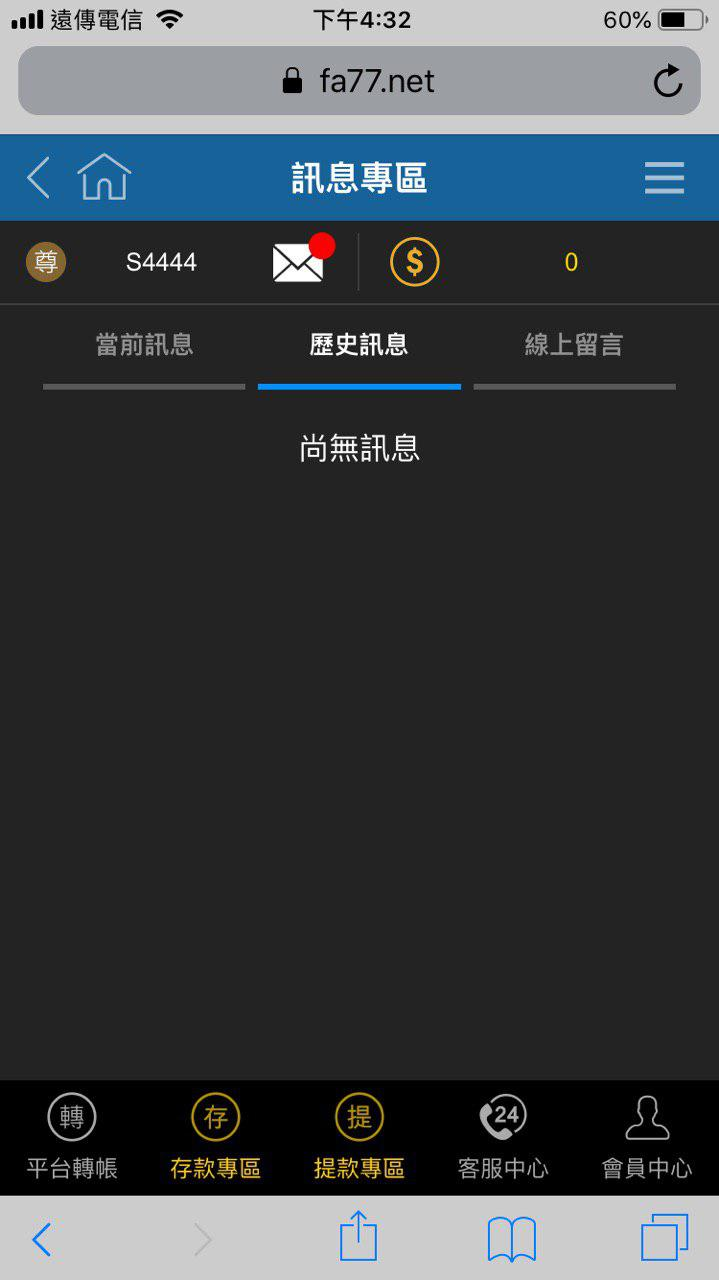 遠傳電信 下午4:32 60%
fa77.net
訊息專區
尊 S4444 $ 0
當前訊息 歷史訊息 線上留言
尚無訊息
轉 存 提 24
平台轉帳 存款專區 提款專區 客服中心 會員中心